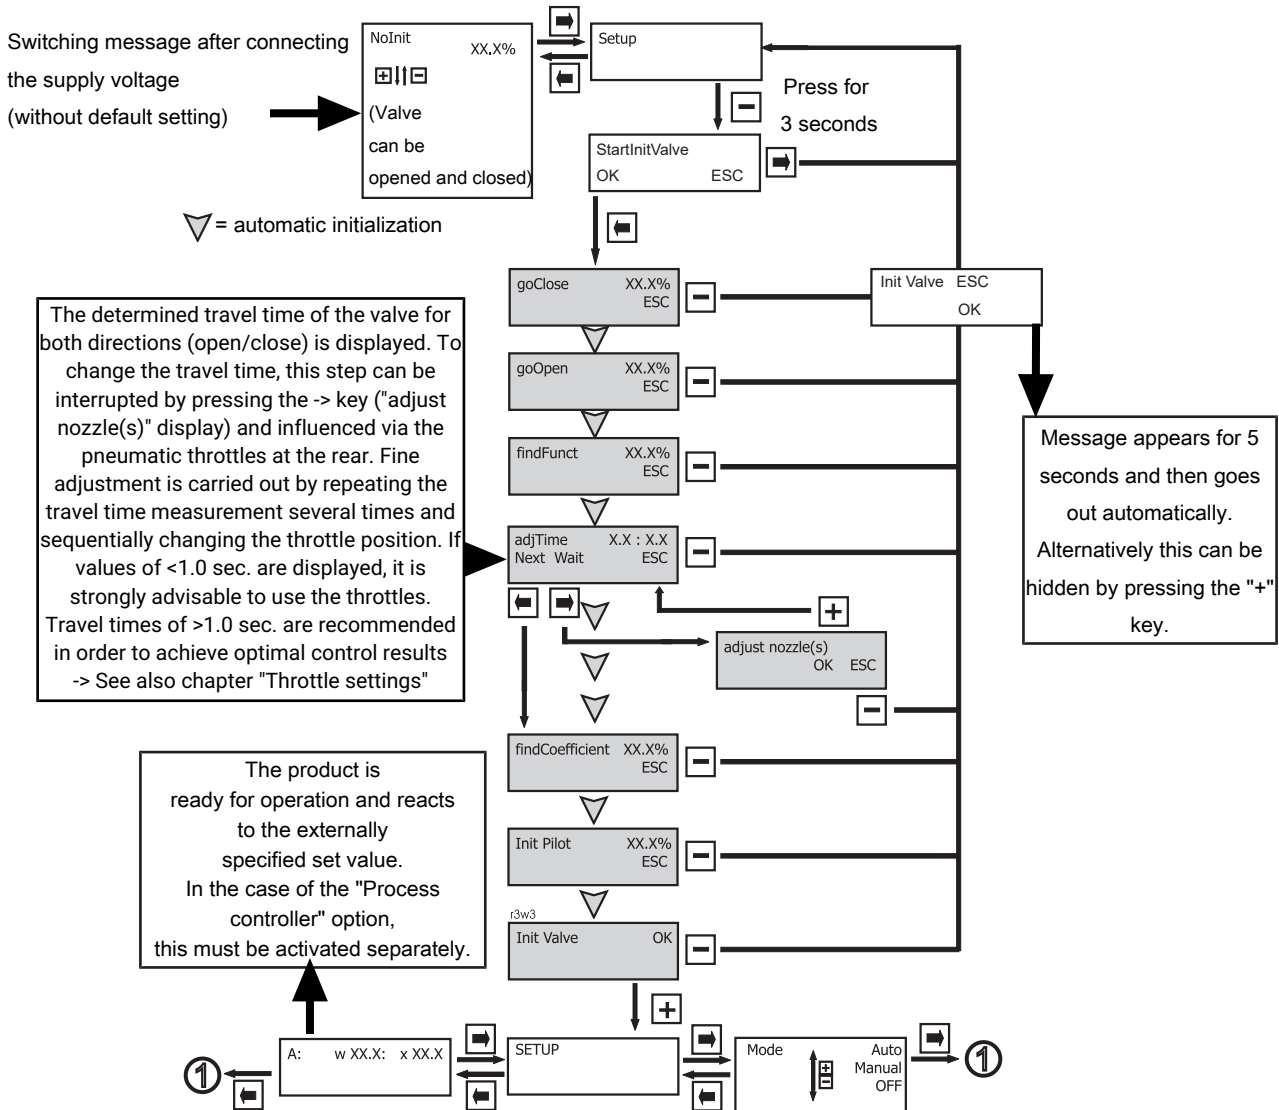 Switching message after connecting
the supply voltage
(without default setting)
NoInit
XX.X%
+ -
(Valve
can be
opened and closed)
Setup
Press for
3 seconds
StartInitValve
OK ESC
= automatic initialization
goClose XX.X%
ESC
Init Valve ESC
OK
goOpen XX.X%
ESC
findFunct XX.X%
ESC
adjTime X.X : X.X
Next Wait ESC
adjust nozzle(s)
OK ESC
The determined travel time of the valve for
both directions (open/close) is displayed. To
change the travel time, this step can be
interrupted by pressing the -> key ("adjust
nozzle(s)" display) and influenced via the
pneumatic throttles at the rear. Fine
adjustment is carried out by repeating the
travel time measurement several times and
sequentially changing the throttle position. If
values of <1.0 sec. are displayed, it is
strongly advisable to use the throttles.
Travel times of >1.0 sec. are recommended
in order to achieve optimal control results
-> See also chapter "Throttle settings"
Message appears for 5
seconds and then goes
out automatically.
Alternatively this can be
hidden by pressing the "+"
key.
findCoefficient XX.X%
ESC
Init Pilot XX.X%
ESC
r3w3
Init Valve OK
The product is
ready for operation and reacts
to the externally
specified set value.
In the case of the "Process
controller" option,
this must be activated separately.
1
A: w XX.X: x XX.X
SETUP
Mode Auto
Manual
OFF
1